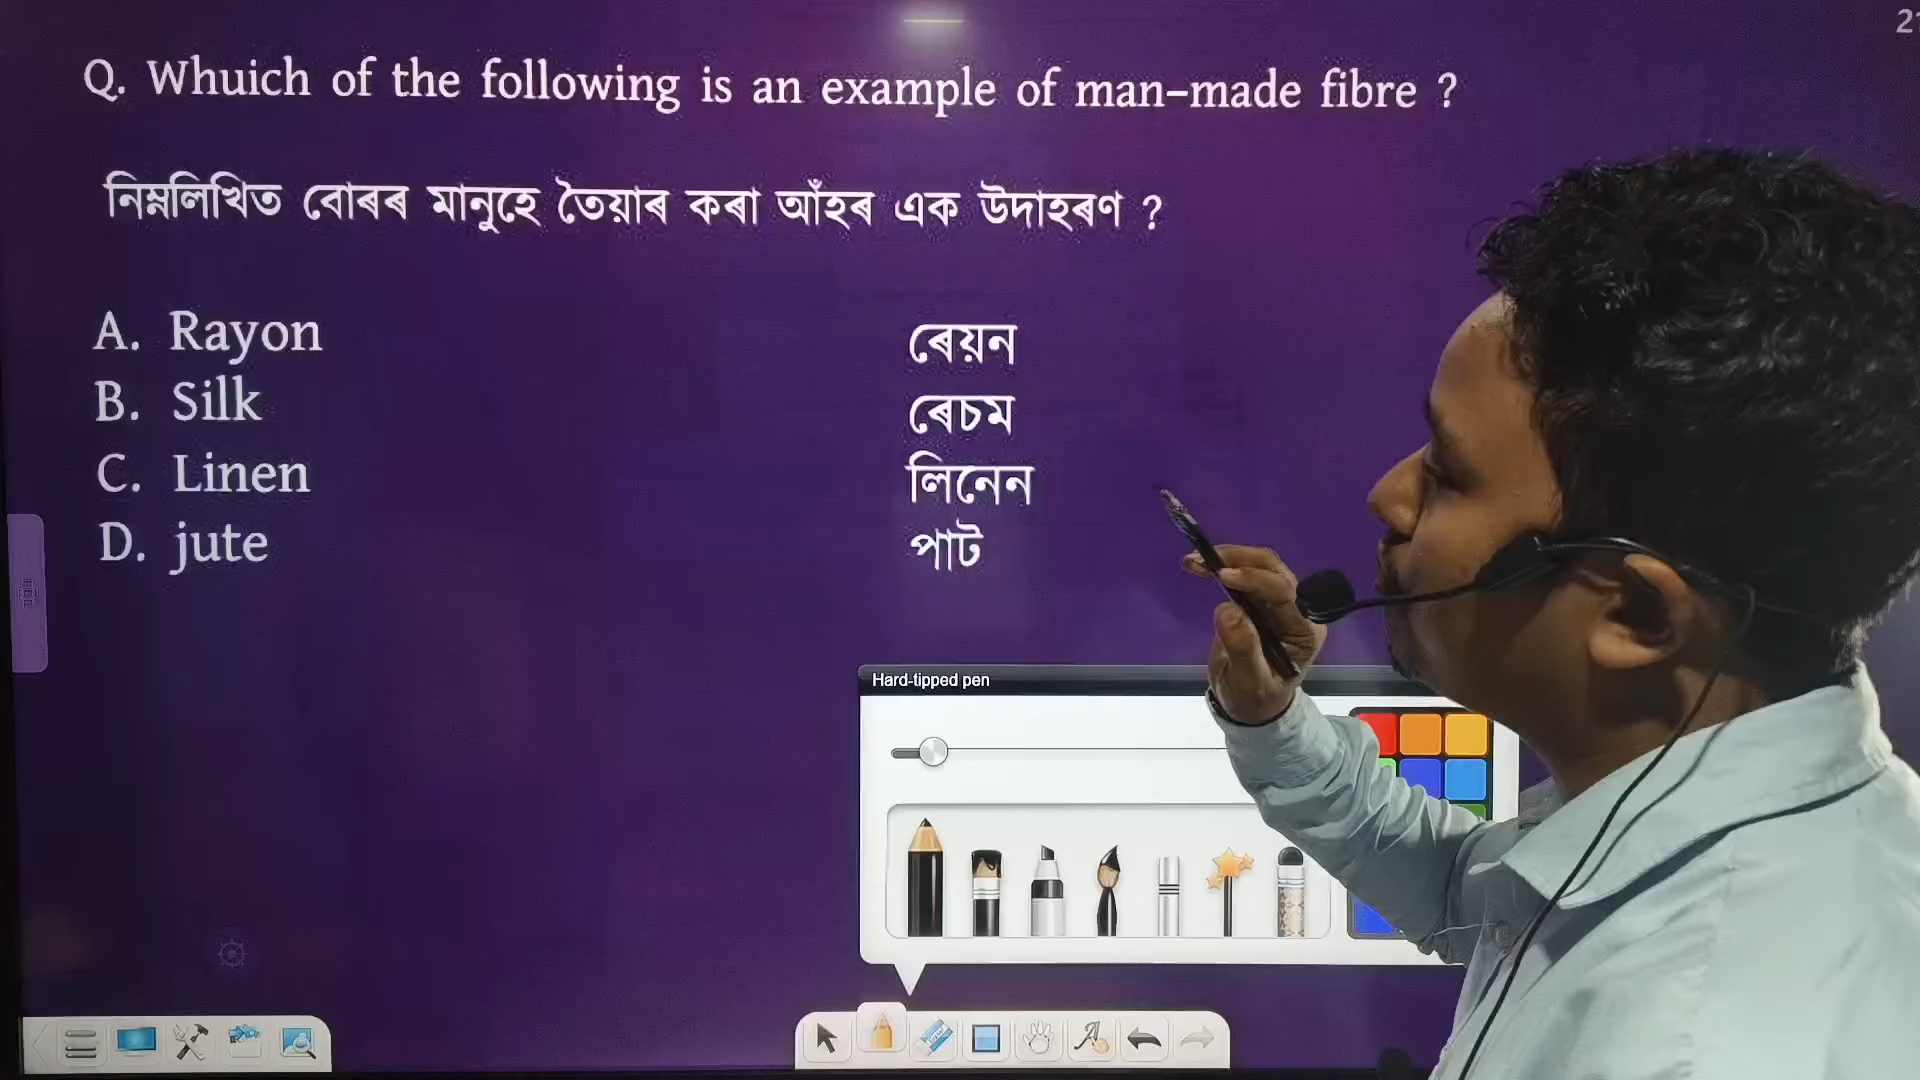 Q. Whuich of the following is an example of man-made fibre ?
নিম্নলিখিত বোৰৰ মানুহে তৈয়াৰ কৰা আঁহৰ এক উদাহৰণ ?
A. Rayon ৰেয়ন
B. Silk ৰেচম
C. Linen লিনেন
D. jute পাট
Hard-tipped pen